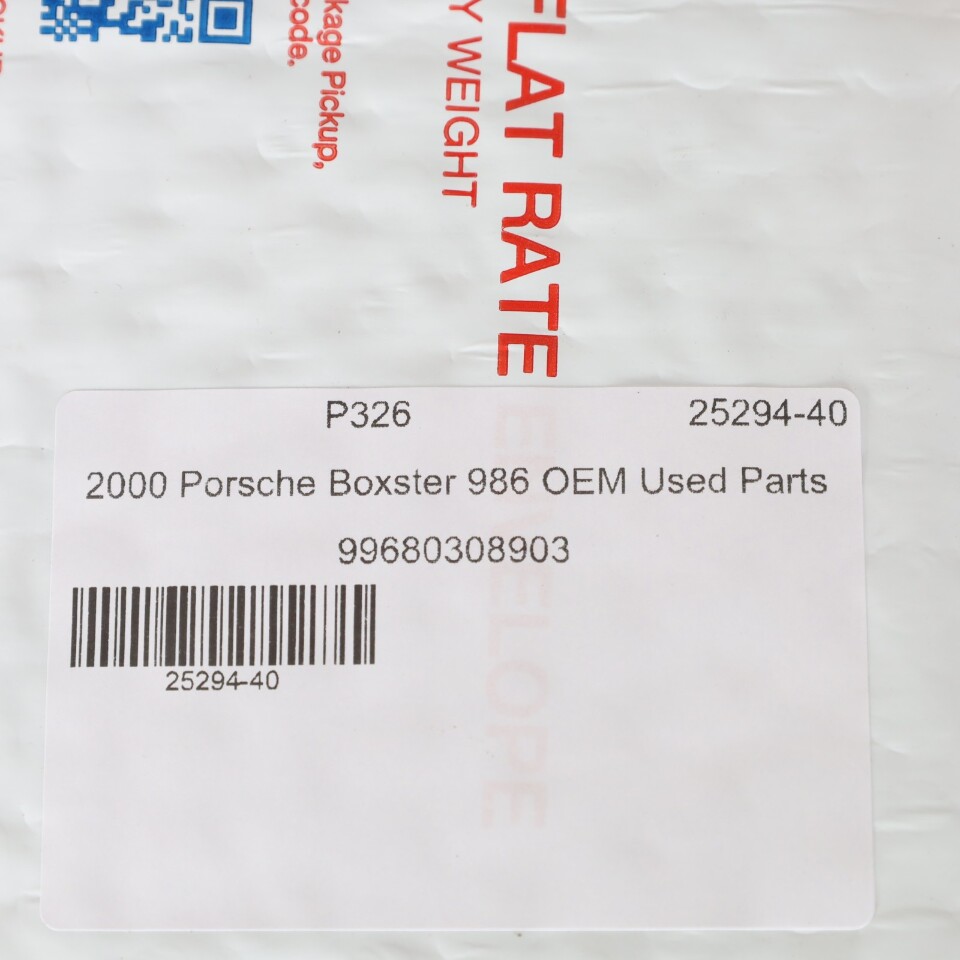 FLAT RATE
ENVELOPE
Y WEIGHT
kage Pickup,
code.
P326 25294-40
2000 Porsche Boxster 986 OEM Used Parts
99680308903
25294-40